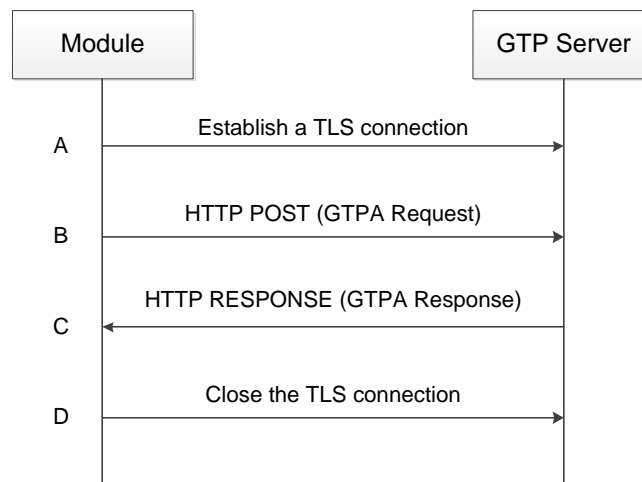 Module
GTP Server
A
Establish a TLS connection
B
HTTP POST (GTPA Request)
C
HTTP RESPONSE (GTPA Response)
D
Close the TLS connection